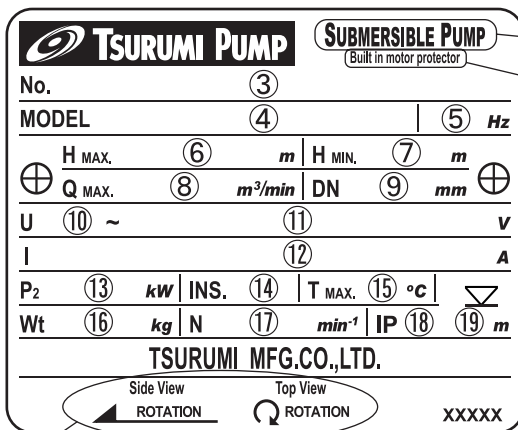 TSURUMI PUMP
SUBMERSIBLE PUMP
Built in motor protector
No. ③
MODEL ④ ⑤ Hz
H MAX. ⑥ m H MIN. ⑦ m
Q MAX. ⑧ m³/min DN ⑨ mm
U ⑩ ~ ⑪ V
I ⑫ A
P₂ ⑬ kW INS. ⑭ T MAX. ⑮ °C
Wt ⑯ kg N ⑰ min⁻¹ IP ⑱ ⑲ m
TSURUMI MFG.CO.,LTD.
Side View Top View
ROTATION ROTATION
XXXXX